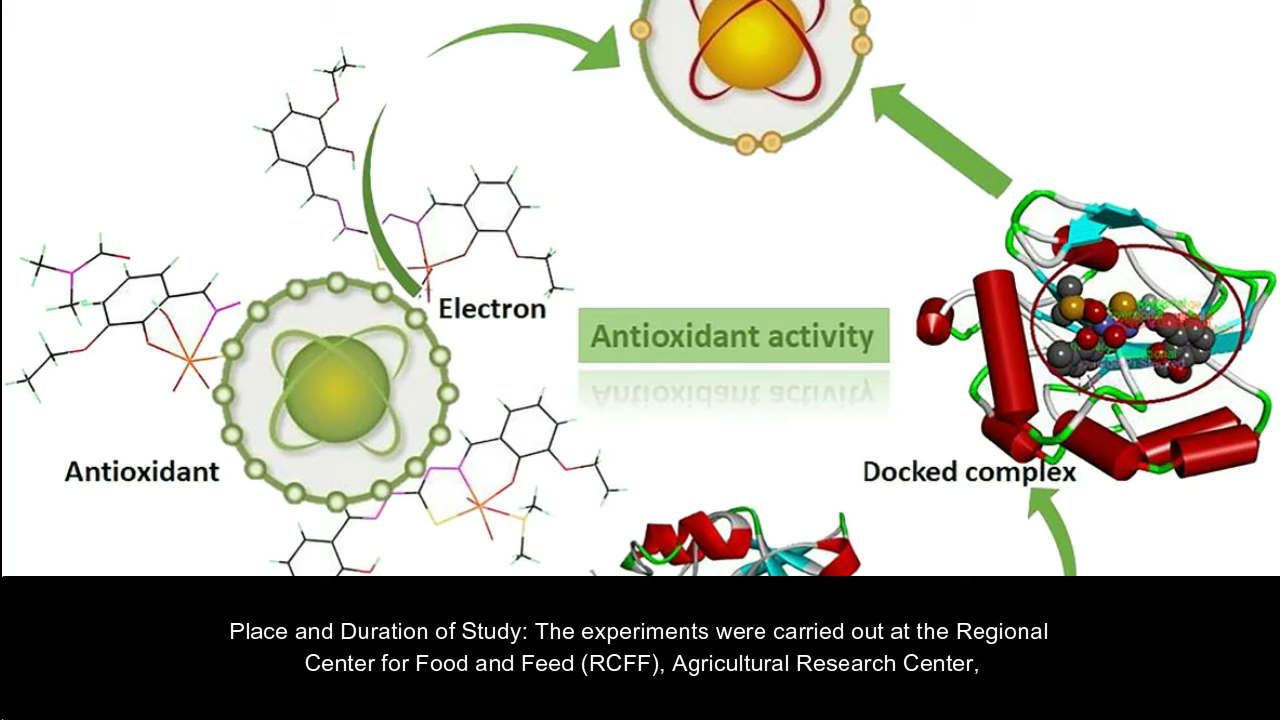 Electron
Antioxidant activity
Antioxidant
Docked complex
Place and Duration of Study: The experiments were carried out at the Regional
Center for Food and Feed (RCFF), Agricultural Research Center,